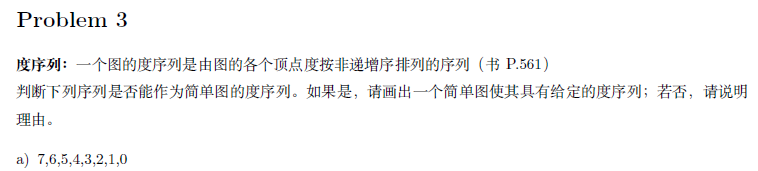 Problem 3
度序列：一个图的度序列是由图的各个顶点度按非递增序排列的序列（书 P.561）
判断下列序列是否能作为简单图的度序列。如果是，请画出一个简单图使其具有给定的度序列；若否，请说明
理由。
a) 7,6,5,4,3,2,1,0